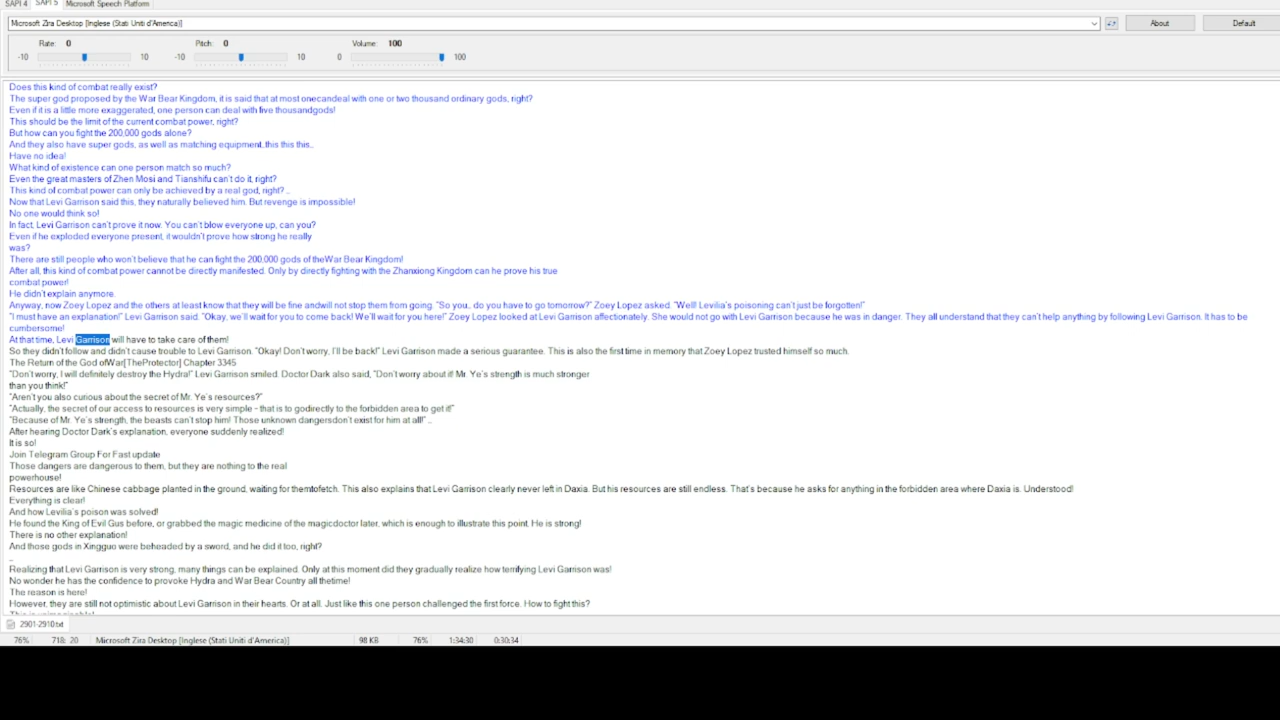 SAPI 4 SAPI 5 Microsoft Speech Platform
Microsoft Zira Desktop [Inglese (Stati Uniti d'America)] About Default
Rate: 0 Pitch: 0 Volume: 100
-10 10 -10 10 0 100
Does this kind of combat really exist?
The super god proposed by the War Bear Kingdom, it is said that at most onecandeal with one or two thousand ordinary gods, right?
Even if it is a little more exaggerated, one person can deal with five thousandgods!
This should be the limit of the current combat power, right?
But how can you fight the 200,000 gods alone?
And they also have super gods, as well as matching equipment..this this this..
Have no idea!
What kind of existence can one person match so much?
Even the great masters of Zhen Mosi and Tianshifu can't do it, right?
This kind of combat power can only be achieved by a real god, right? ..
Now that Levi Garrison said this, they naturally believed him. But revenge is impossible!
No one would think so!
In fact, Levi Garrison can't prove it now. You can't blow everyone up, can you?
Even if he exploded everyone present, it wouldn't prove how strong he really
was?
There are still people who won't believe that he can fight the 200,000 gods of theWar Bear Kingdom!
After all, this kind of combat power cannot be directly manifested. Only by directly fighting with the Zhanxiong Kingdom can he prove his true
combat power!
He didn't explain anymore.
Anyway, now Zoey Lopez and the others at least know that they will be fine andwill not stop them from going. "So you.. do you have to go tomorrow?" Zoey Lopez asked. "Well! Levilia's poisoning can't just be forgotten!"
"I must have an explanation!" Levi Garrison said. "Okay, we'll wait for you to come back! We'll wait for you here!" Zoey Lopez looked at Levi Garrison affectionately. She would not go with Levi Garrison because he was in danger. They all understand that they can't help anything by following Levi Garrison. It has to be
cumbersome!
At that time, Levi Garrison will have to take care of them!
So they didn't follow and didn't cause trouble to Levi Garrison. "Okay! Don't worry, I'll be back!" Levi Garrison made a serious guarantee. This is also the first time in memory that Zoey Lopez trusted himself so much.
The Return of the God ofWar[TheProtector] Chapter 3345
"Don't worry, I will definitely destroy the Hydra!" Levi Garrison smiled. Doctor Dark also said, "Don't worry about it! Mr. Ye's strength is much stronger
than you think!"
"Aren't you also curious about the secret of Mr. Ye's resources?"
"Actually, the secret of our access to resources is very simple - that is to godirectly to the forbidden area to get it!"
"Because of Mr. Ye's strength, the beasts can't stop him! Those unknown dangersdon't exist for him at all!" ..
After hearing Doctor Dark's explanation, everyone suddenly realized!
It is so!
Join Telegram Group For Fast update
Those dangers are dangerous to them, but they are nothing to the real
powerhouse!
Resources are like Chinese cabbage planted in the ground, waiting for themtofetch. This also explains that Levi Garrison clearly never left in Daxia. But his resources are still endless. That's because he asks for anything in the forbidden area where Daxia is. Understood!
Everything is clear!
And how Levilia's poison was solved!
He found the King of Evil Gus before, or grabbed the magic medicine of the magicdoctor later, which is enough to illustrate this point. He is strong!
There is no other explanation!
And those gods in Xingguo were beheaded by a sword, and he did it too, right?
..
Realizing that Levi Garrison is very strong, many things can be explained. Only at this moment did they gradually realize how terrifying Levi Garrison was!
No wonder he has the confidence to provoke Hydra and War Bear Country all thetime!
The reason is here!
However, they are still not optimistic about Levi Garrison in their hearts. Or at all. Just like this one person challenged the first force. How to fight this?
2901-2910.txt
76% 718: 20 Microsoft Zira Desktop [Inglese (Stati Uniti d'America)] 98 KB 76% 1:34:30 0:30:34